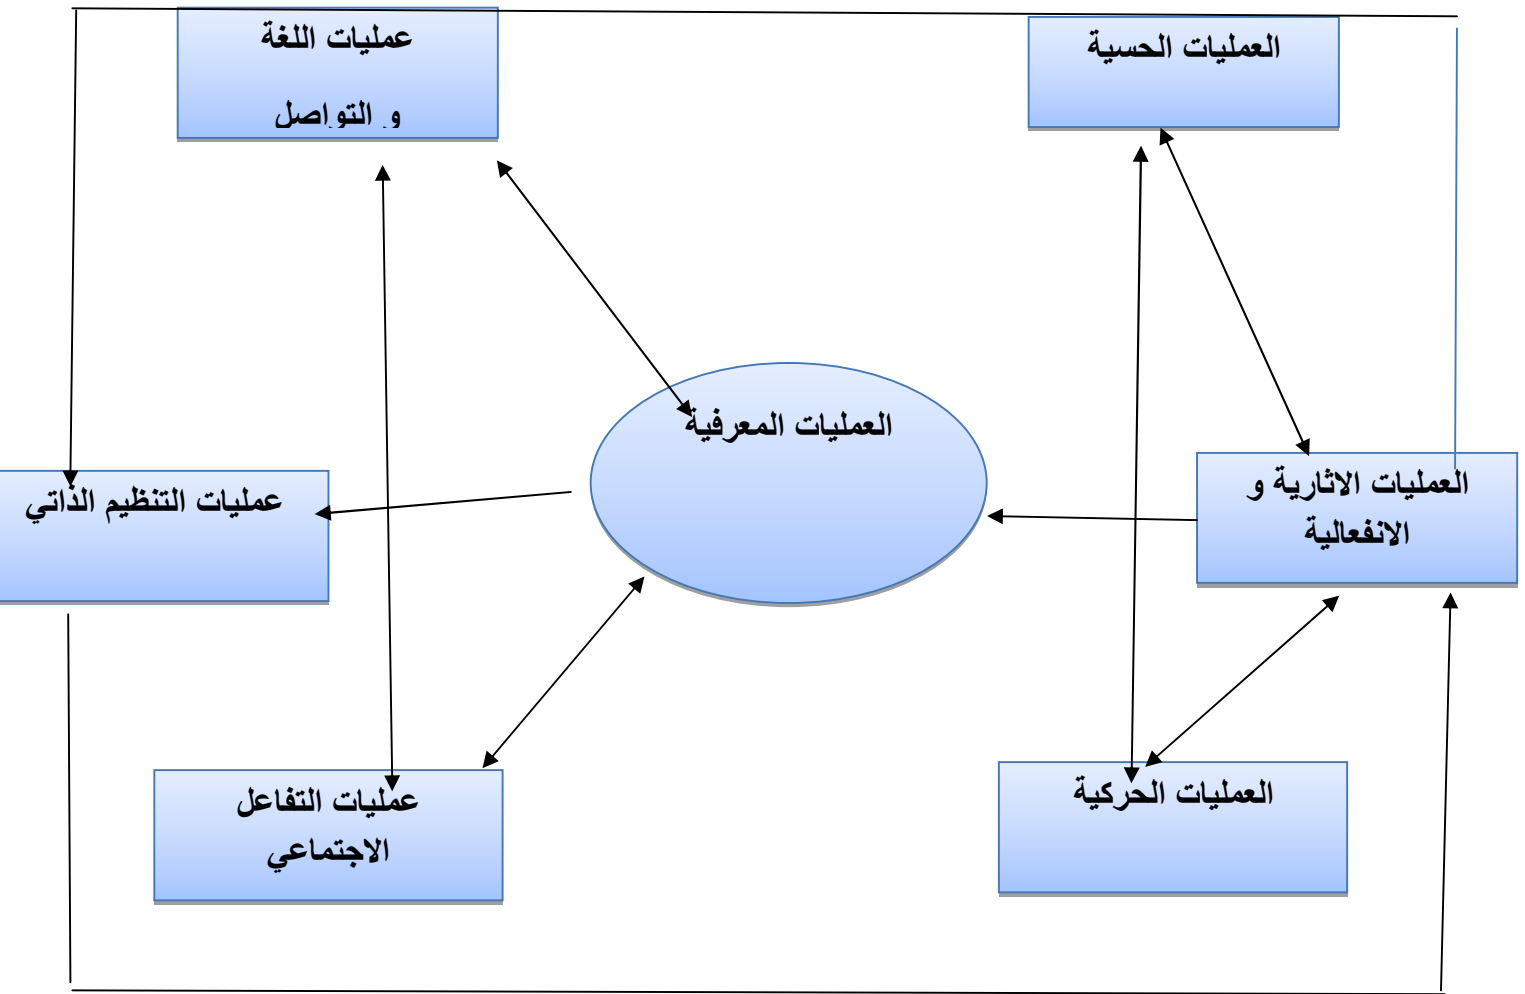 العمليات الحسية
عمليات اللغة
و التواصل
العمليات المعرفية
العمليات الاثارية و
الانفعالية
عمليات التنظيم الذاتي
العمليات الحركية
عمليات التفاعل
الاجتماعي